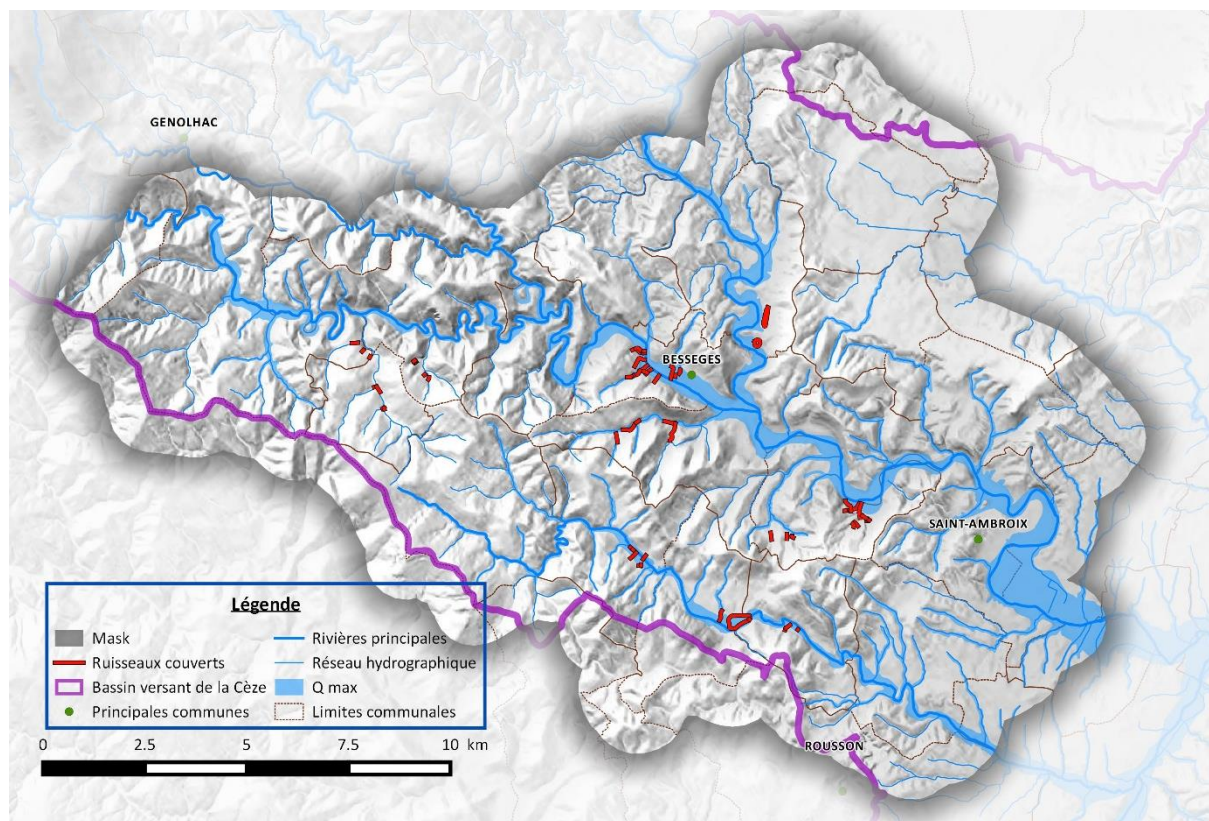 GENOLHAC
BESSEGES
SAINT-AMBROIX
ROUSSON
Légende
Mask
Ruisseaux couverts
Bassin versant de la Cèze
Principales communes
Rivières principales
Réseau hydrographique
Q max
Limites communales
0 2.5 5 7.5 10 km